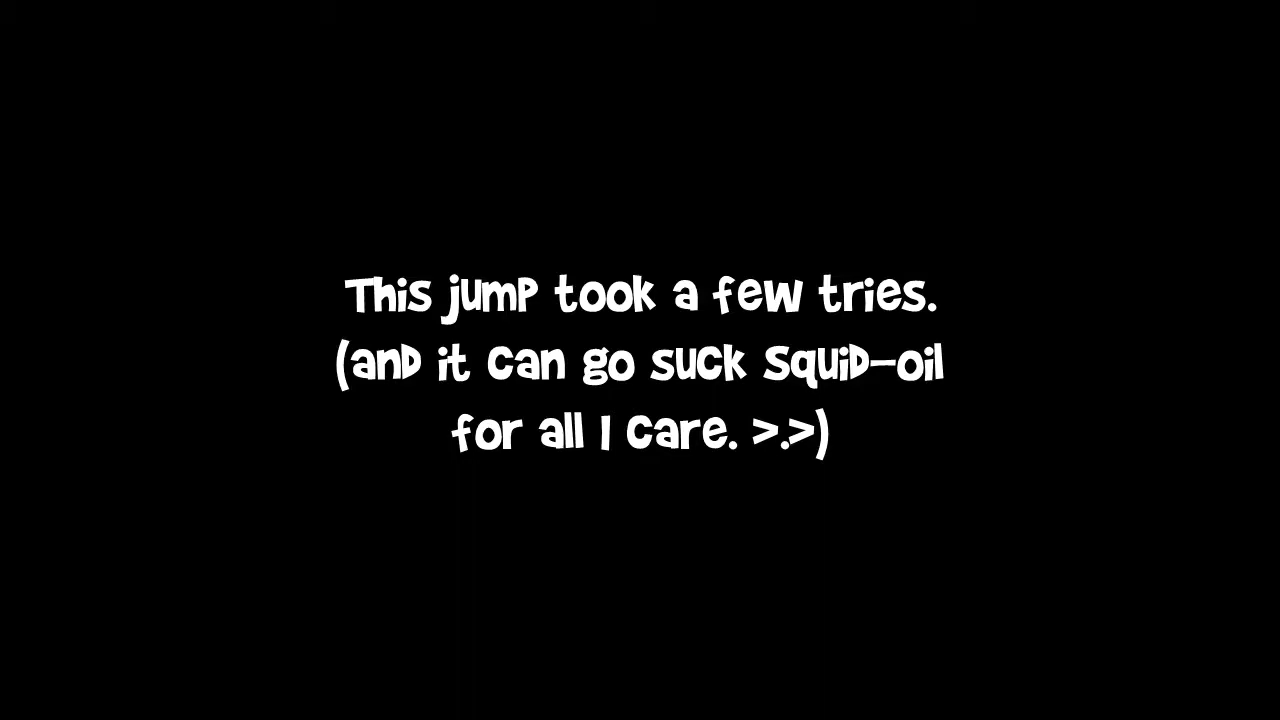 This jump took a few tries.
(and it can go suck squid-oil
for all I care. >.>)